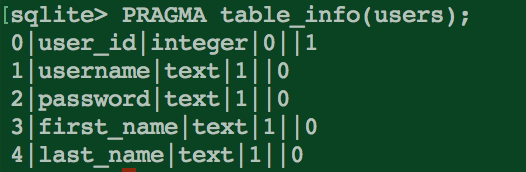 [sqlite> PRAGMA table_info(users);
0|user_id|integer|0||1
1|username|text|1||0
2|password|text|1||0
3|first_name|text|1||0
4|last_name|text|1||0